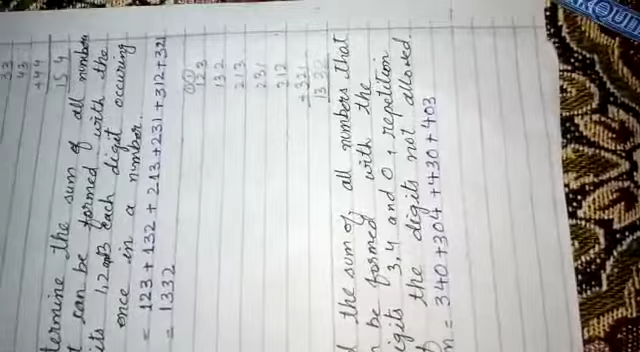 33
43
+44
154
termine the sum of all numbers
t can be formed with the
its 1,2 and 3 each digit occuring
once in a number.
= 123 + 132 + 213 + 231 + 312 + 321
= 1332
123
132
213
231
312
+321
1332
d the sum of all numbers that
n be formed with the
igits 3, 4 and 0, repetition
the digits not allowed.
n = 340 + 304 + 430 + 403